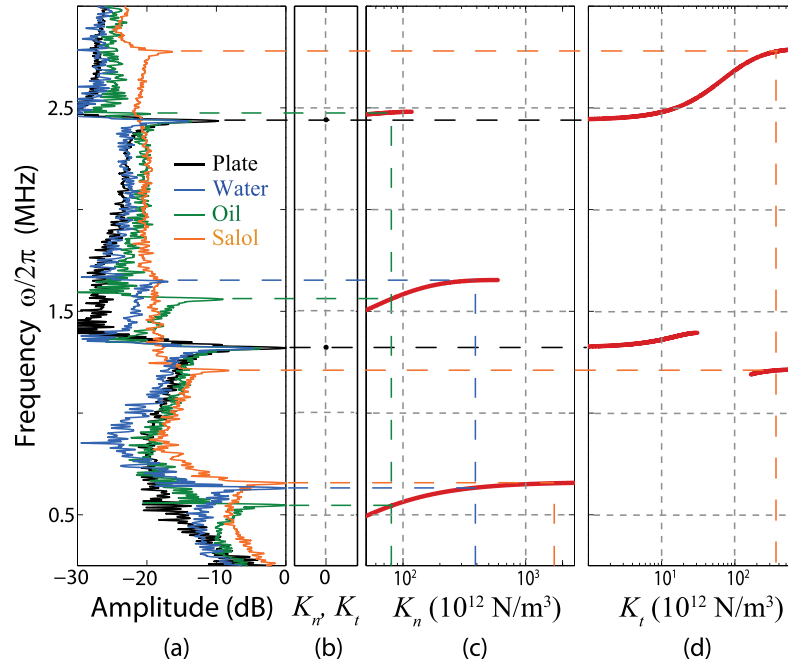 2.5
Plate
Water
Oil
Salol
1.5
0.5
Frequency ω/2π (MHz)
−30 −20 −10 0
0
10² 10³
10¹ 10²
Amplitude (dB)
Kn, Kt
Kn (10¹² N/m³)
Kt (10¹² N/m³)
(a) (b) (c) (d)